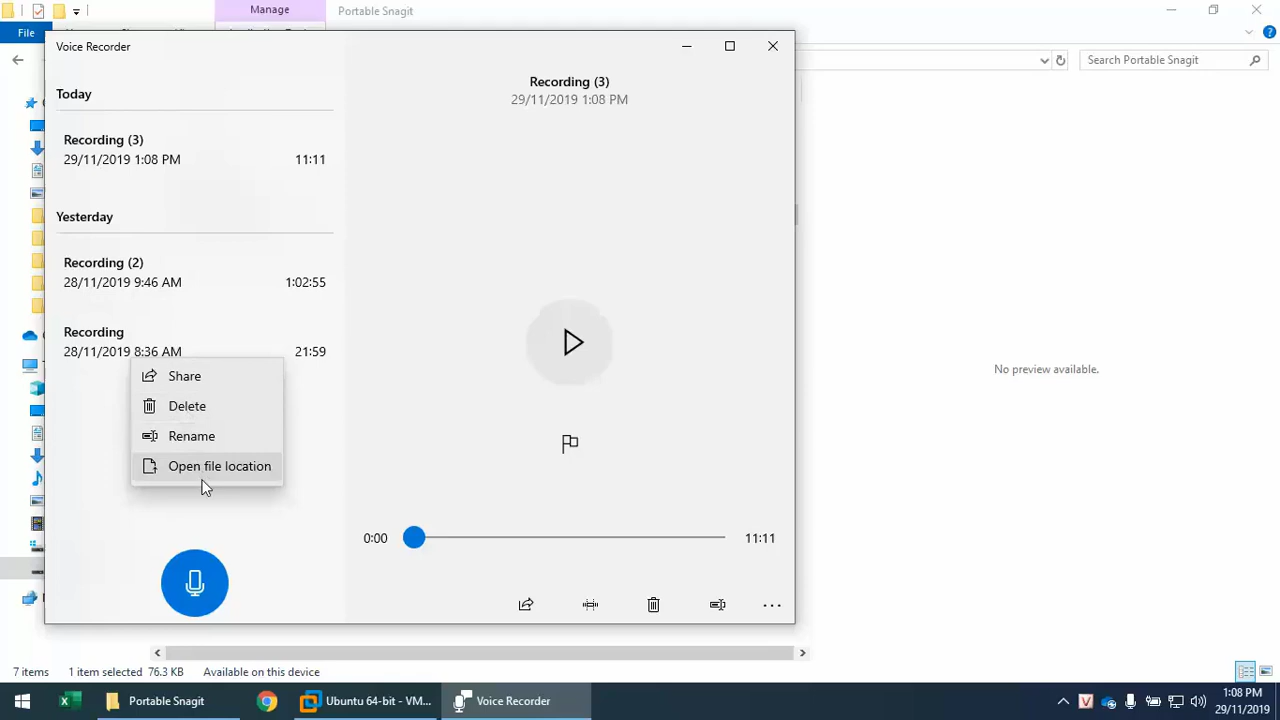 Manage
Portable Snagit
File
Search Portable Snagit
Voice Recorder
Today
Recording (3)
29/11/2019 1:08 PM
11:11
Yesterday
Recording (2)
28/11/2019 9:46 AM
1:02:55
Recording
28/11/2019 8:36 AM
21:59
Share
Delete
Rename
Open file location
Recording (3)
29/11/2019 1:08 PM
0:00
11:11
No preview available.
7 items
1 item selected 76.3 KB
Available on this device
Portable Snagit
Ubuntu 64-bit - VM...
Voice Recorder
1:08 PM
29/11/2019